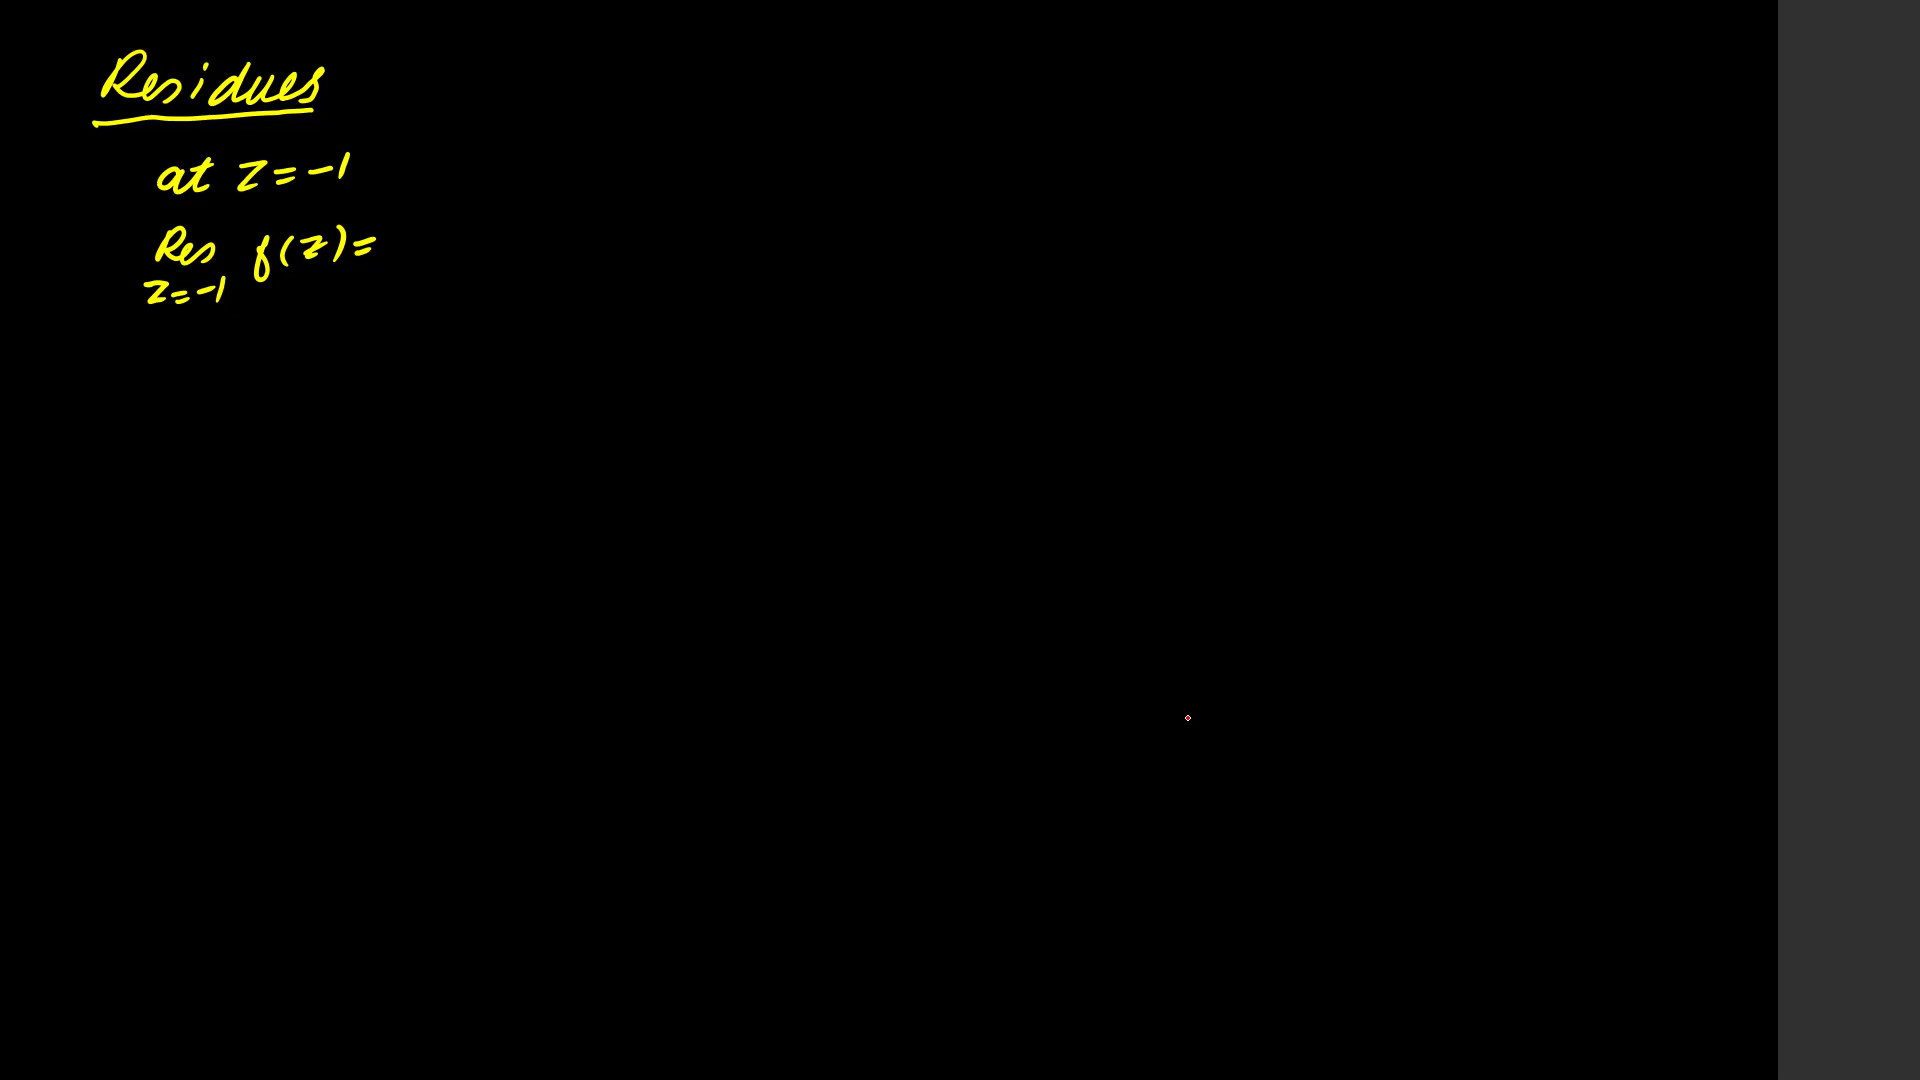 Residues
at z = -1
Res f(z) =
z = -1